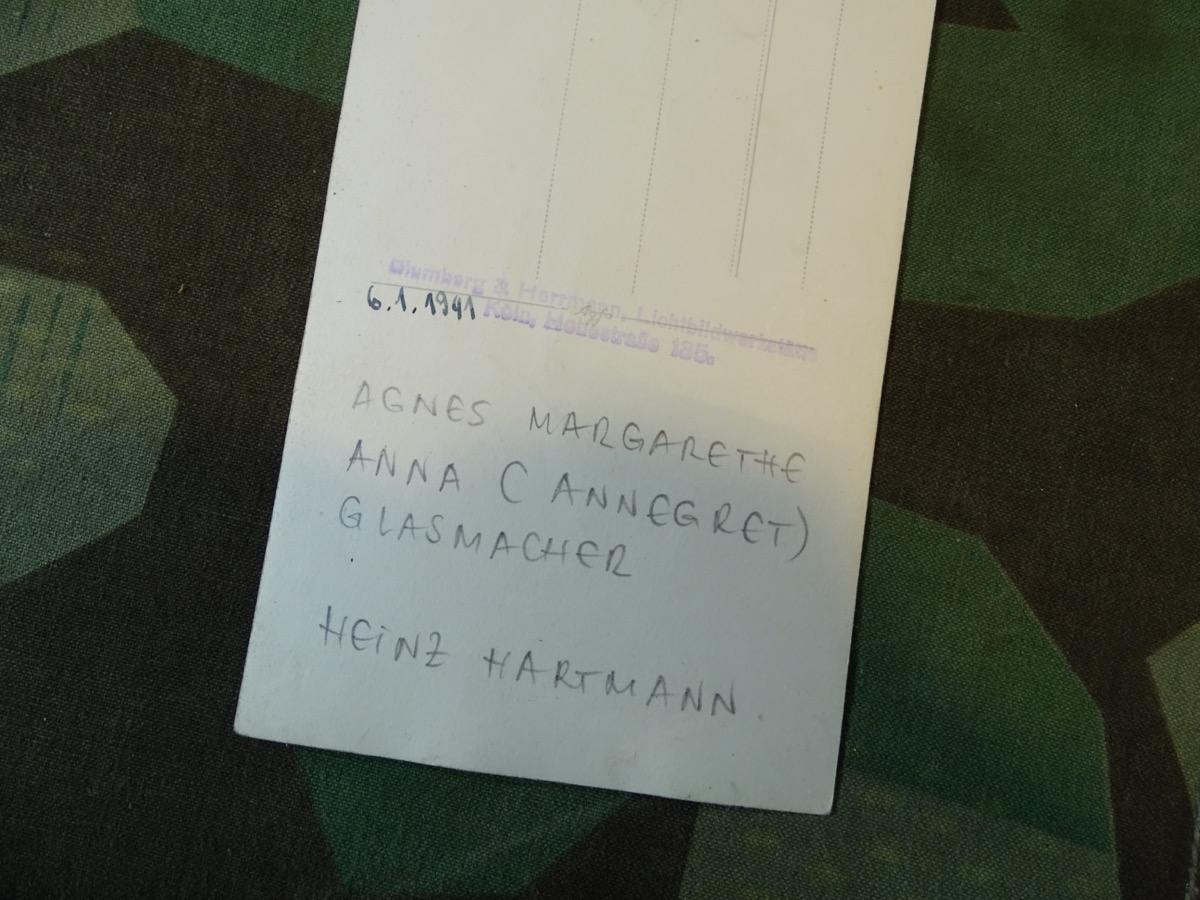 Blumberg & Herrmann, Lichtbildwerkstätte
6.1.1941 Köln, Hohestraße 135.
AGNES MARGARETHE
ANNA (ANNEGRET)
GLASMACHER
HEiNZ HARTMANN.